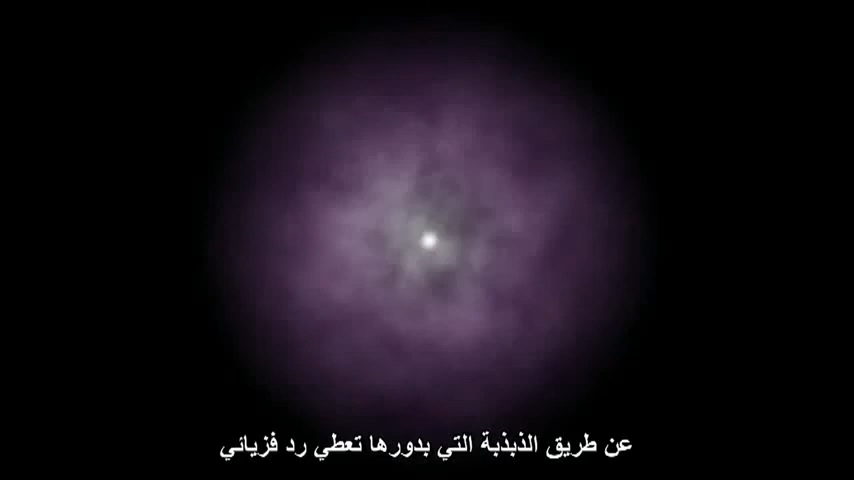 عن طريق الذبذبة التي بدورها تعطي رد فزيائي